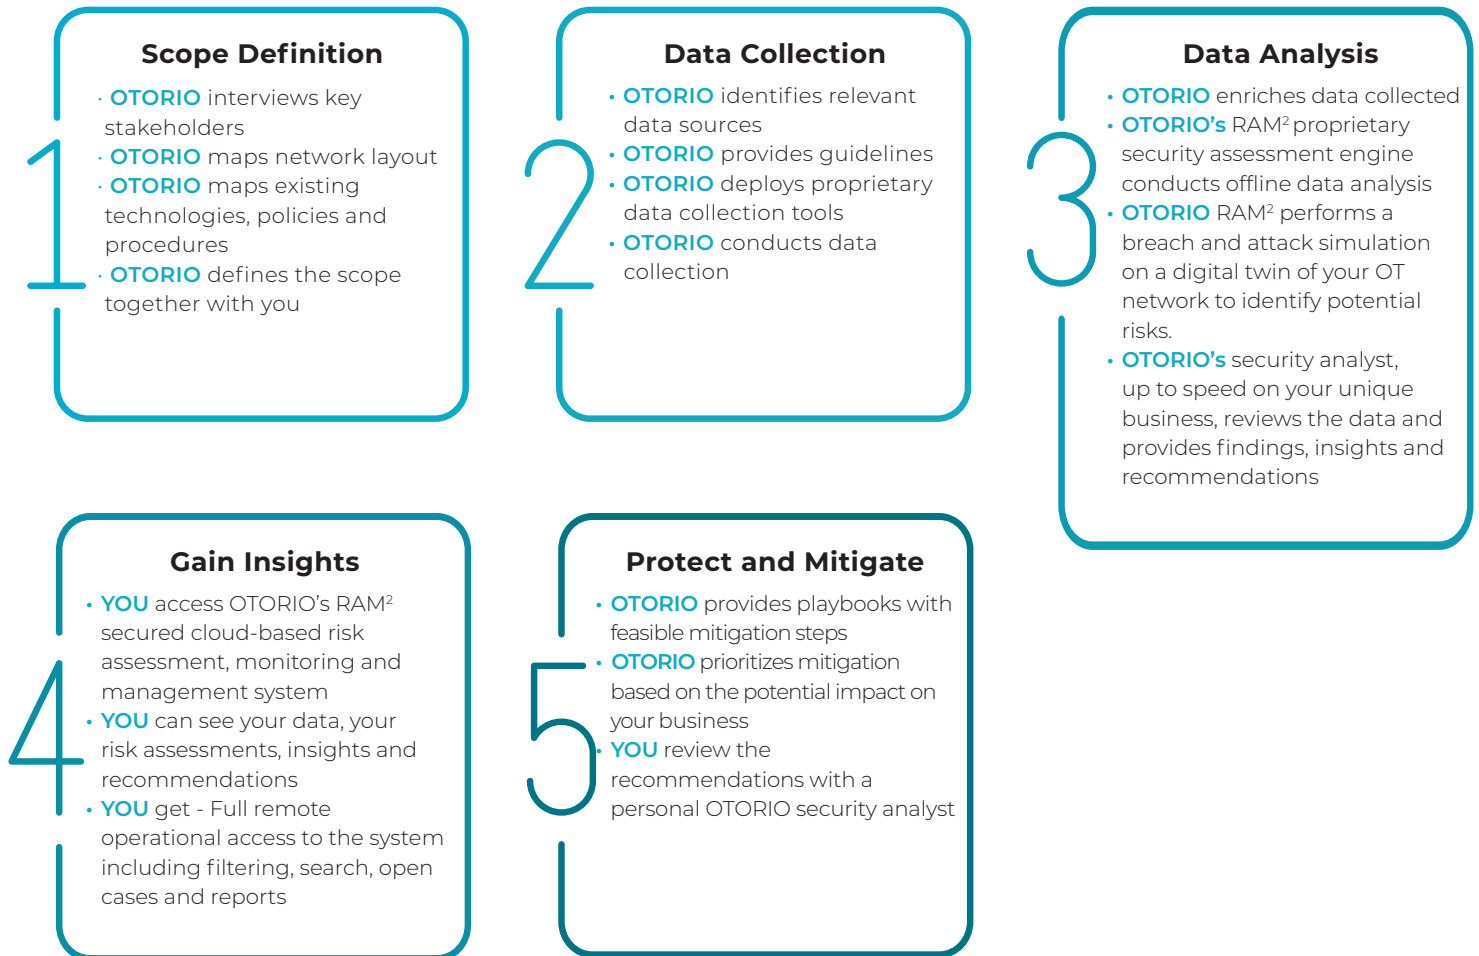 1
Scope Definition
· OTORIO interviews key
stakeholders
· OTORIO maps network layout
· OTORIO maps existing
technologies, policies and
procedures
· OTORIO defines the scope
together with you
2
Data Collection
• OTORIO identifies relevant
data sources
• OTORIO provides guidelines
• OTORIO deploys proprietary
data collection tools
• OTORIO conducts data
collection
3
Data Analysis
• OTORIO enriches data collected
• OTORIO's RAM² proprietary
security assessment engine
conducts offline data analysis
• OTORIO RAM² performs a
breach and attack simulation
on a digital twin of your OT
network to identify potential
risks.
• OTORIO's security analyst,
up to speed on your unique
business, reviews the data and
provides findings, insights and
recommendations
4
Gain Insights
• YOU access OTORIO's RAM²
secured cloud-based risk
assessment, monitoring and
management system
• YOU can see your data, your
risk assessments, insights and
recommendations
• YOU get - Full remote
operational access to the system
including filtering, search, open
cases and reports
5
Protect and Mitigate
• OTORIO provides playbooks with
feasible mitigation steps
• OTORIO prioritizes mitigation
based on the potential impact on
your business
• YOU review the
recommendations with a
personal OTORIO security analyst